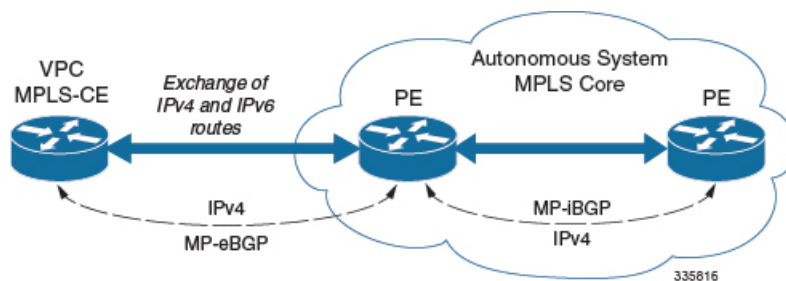 VPC
MPLS-CE
Exchange of
IPv4 and IPv6
routes
PE
Autonomous System
MPLS Core
PE
IPv4
MP-eBGP
MP-iBGP
IPv4
335816